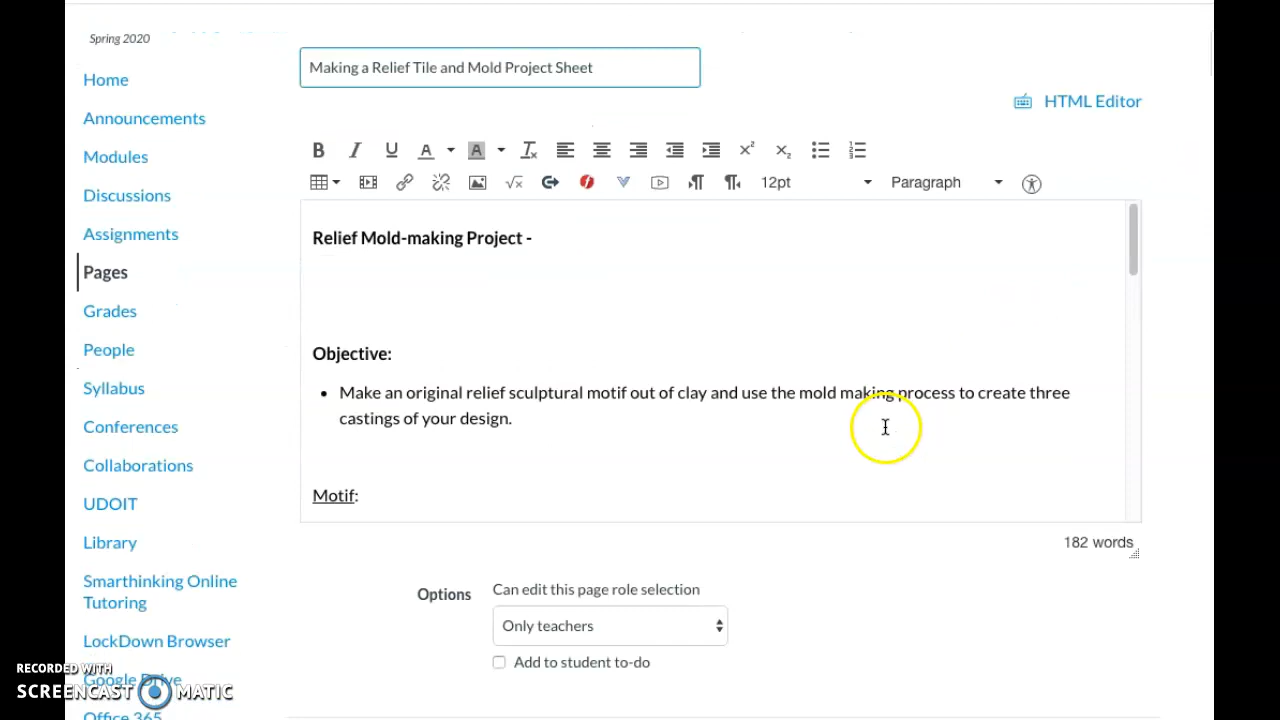 Spring 2020
Home
Announcements
Modules
Discussions
Assignments
Pages
Grades
People
Syllabus
Conferences
Collaborations
UDOIT
Library
Smarthinking Online
Tutoring
LockDown Browser
Google Drive
Office 365
Making a Relief Tile and Mold Project Sheet
HTML Editor
12pt
Paragraph
Relief Mold-making Project -
Objective:
Make an original relief sculptural motif out of clay and use the mold making process to create three
castings of your design.
Motif:
182 words
Options
Can edit this page role selection
Only teachers
Add to student to-do
RECORDED WITH
SCREENCAST MATIC